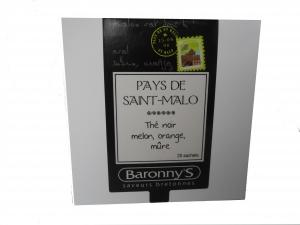 PAYS DE
SAINT-MALO
Thé noir
melon, orange,
mûre
20 sachets
BARONNY'S
saveurs bretonnes